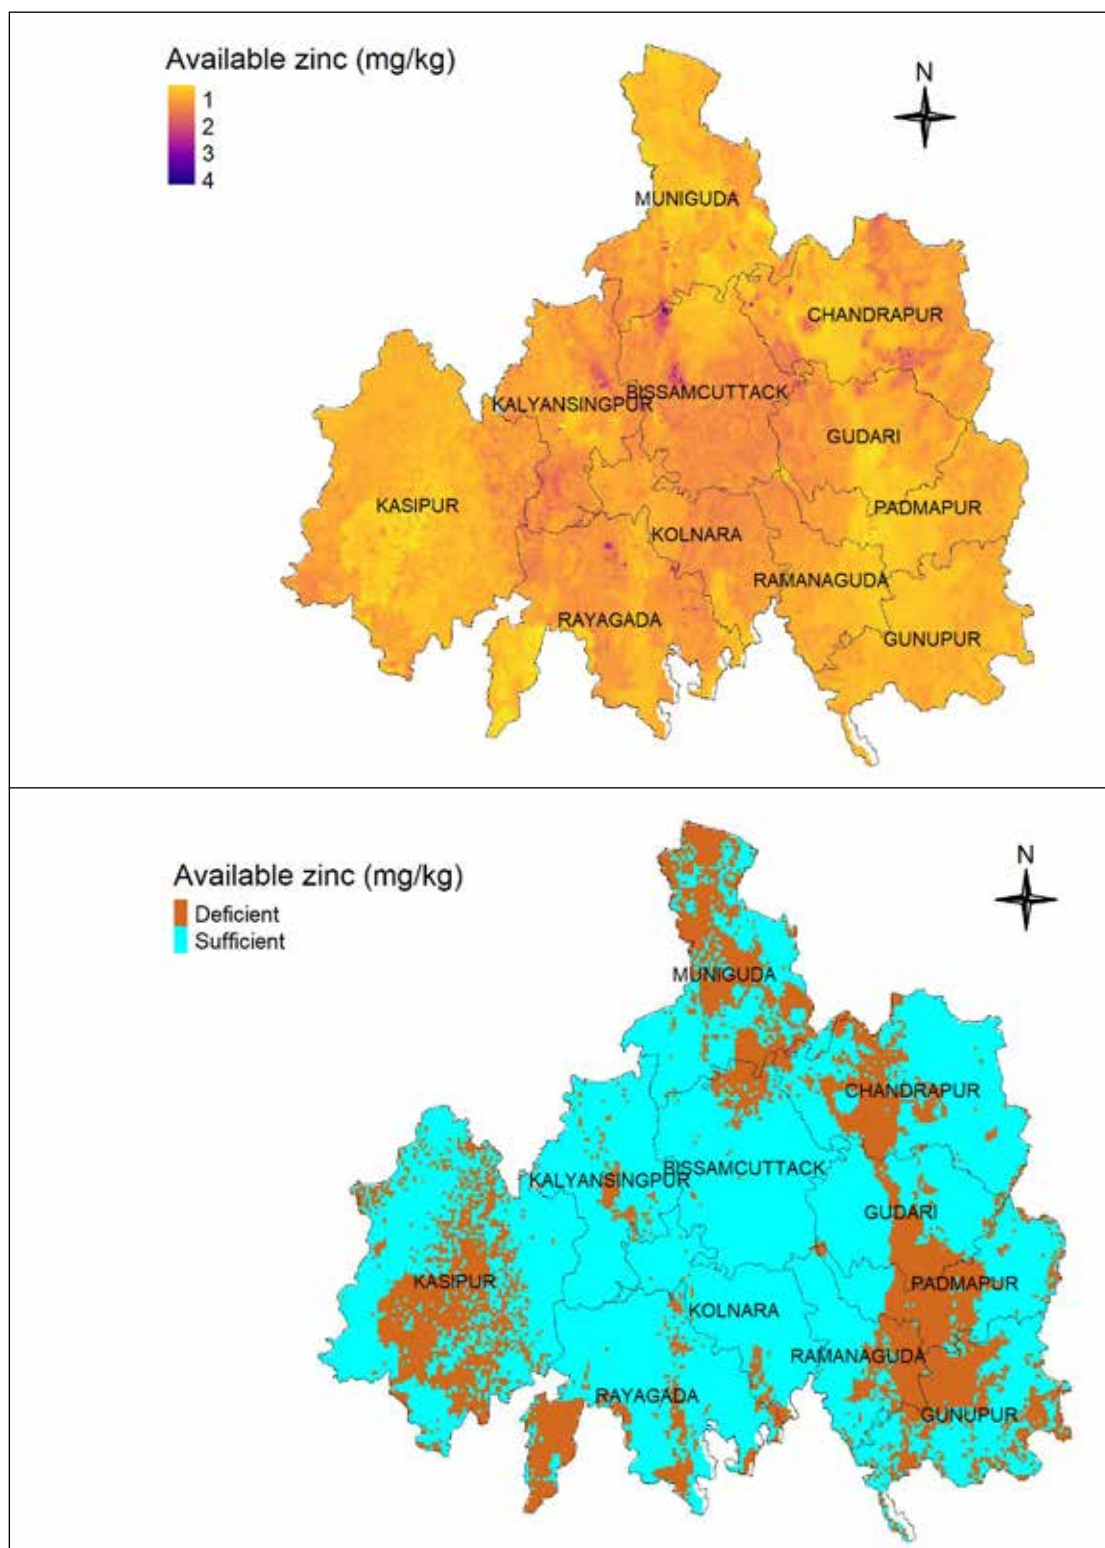 Available zinc (mg/kg)
N
1
2
3
4
MUNIGUDA
CHANDRAPUR
BISSAMCUTTACK
KALYANSINGPUR
GUDARI
KASIPUR
PADMAPUR
KOLNARA
RAMANAGUDA
RAYAGADA
GUNUPUR
Available zinc (mg/kg)
N
Deficient
Sufficient
MUNIGUDA
CHANDRAPUR
BISSAMCUTTACK
KALYANSINGPUR
GUDARI
KASIPUR
PADMAPUR
KOLNARA
RAMANAGUDA
RAYAGADA
GUNUPUR